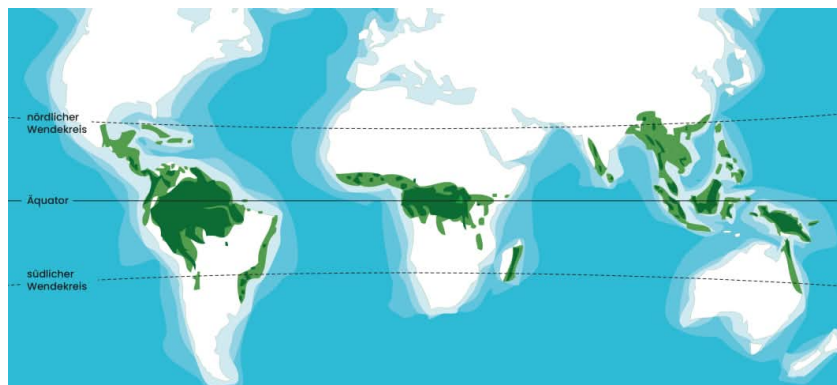 nördlicher
Wendekreis
Äquator
südlicher
Wendekreis